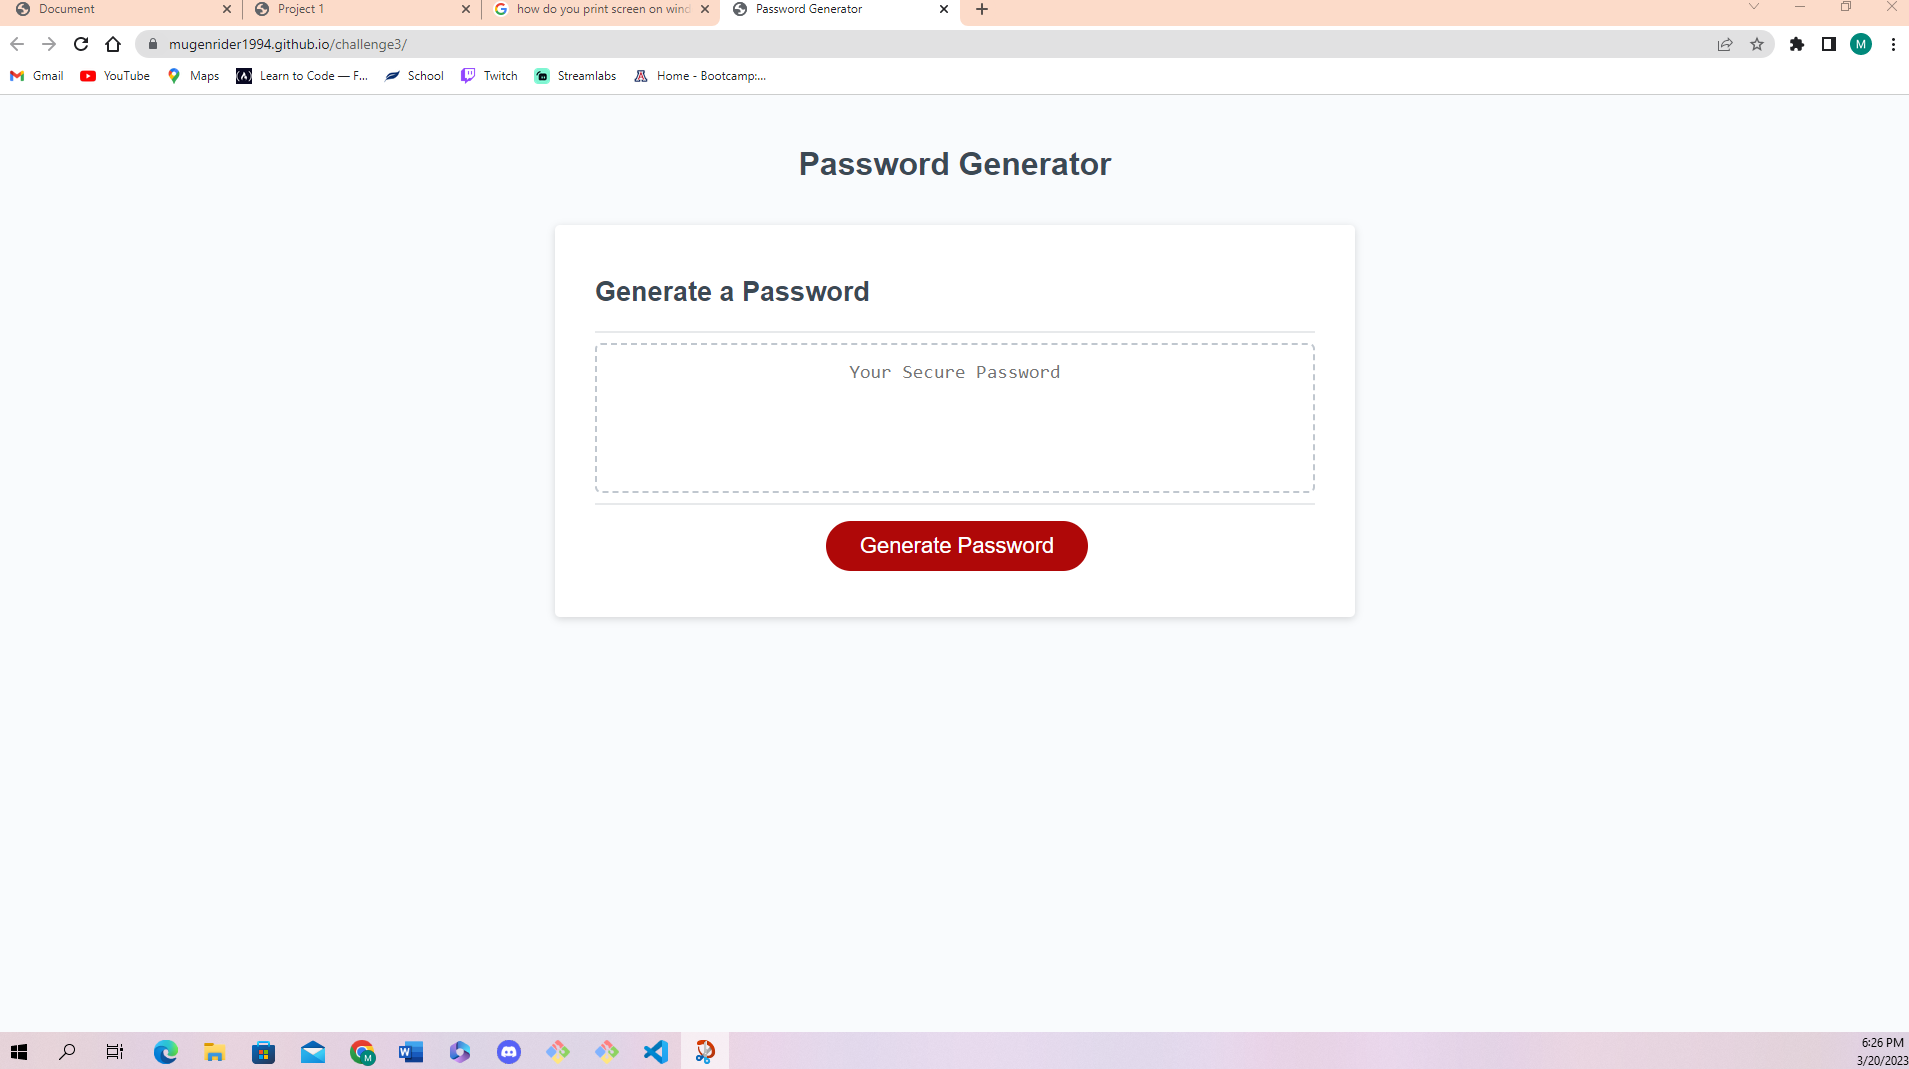 Document
Project 1
how do you print screen on wind
Password Generator
mugenrider1994.github.io/challenge3/
M
Gmail
YouTube
Maps
Learn to Code — F...
School
Twitch
Streamlabs
Home - Bootcamp:...
Password Generator
Generate a Password
Your Secure Password
Generate Password
6:26 PM
3/20/2023